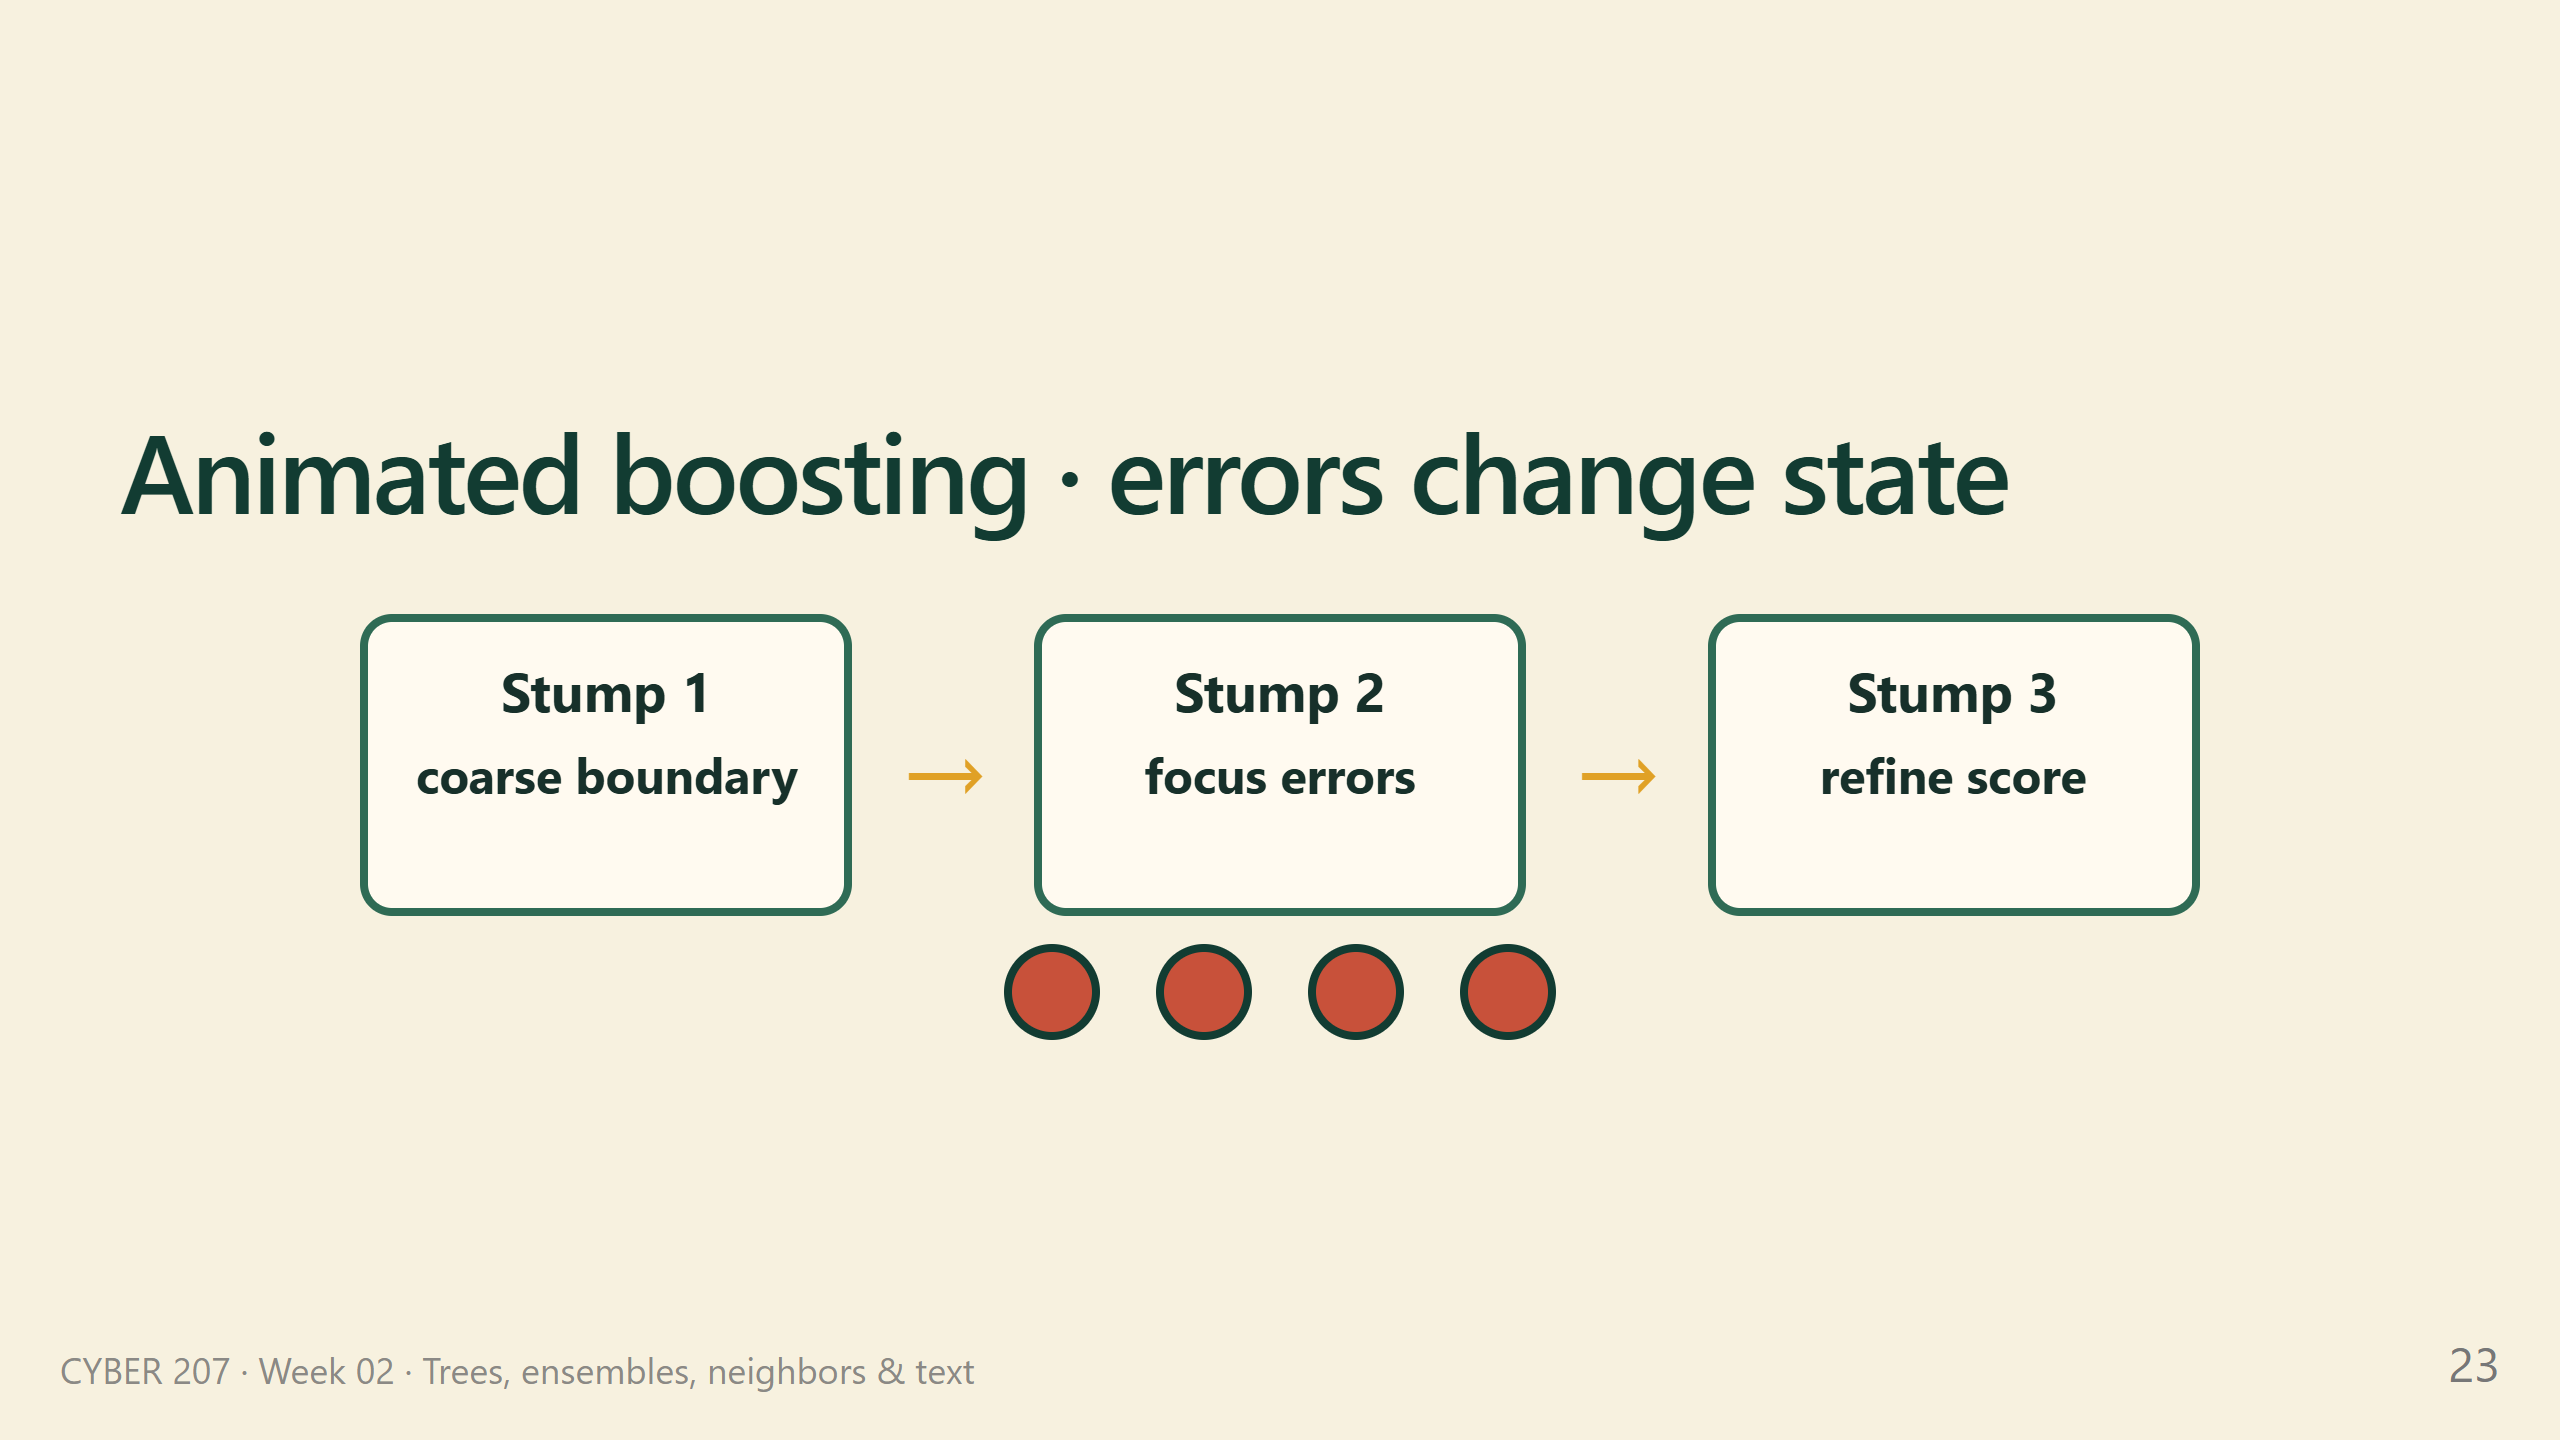 Animated boosting · errors change state
Stump 1
coarse boundary
→
Stump 2
focus errors
→
Stump 3
refine score
CYBER 207 · Week 02 · Trees, ensembles, neighbors & text
23